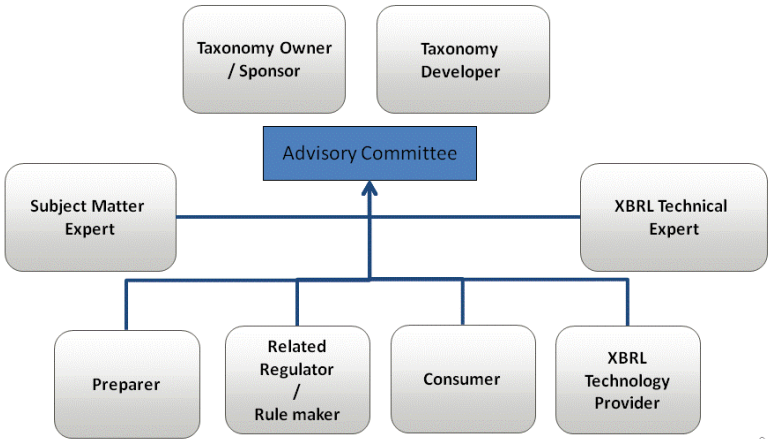 Taxonomy Owner
/ Sponsor
Taxonomy
Developer
Advisory Committee
Subject Matter
Expert
XBRL Technical
Expert
Preparer
Related
Regulator
/
Rule maker
Consumer
XBRL
Technology
Provider